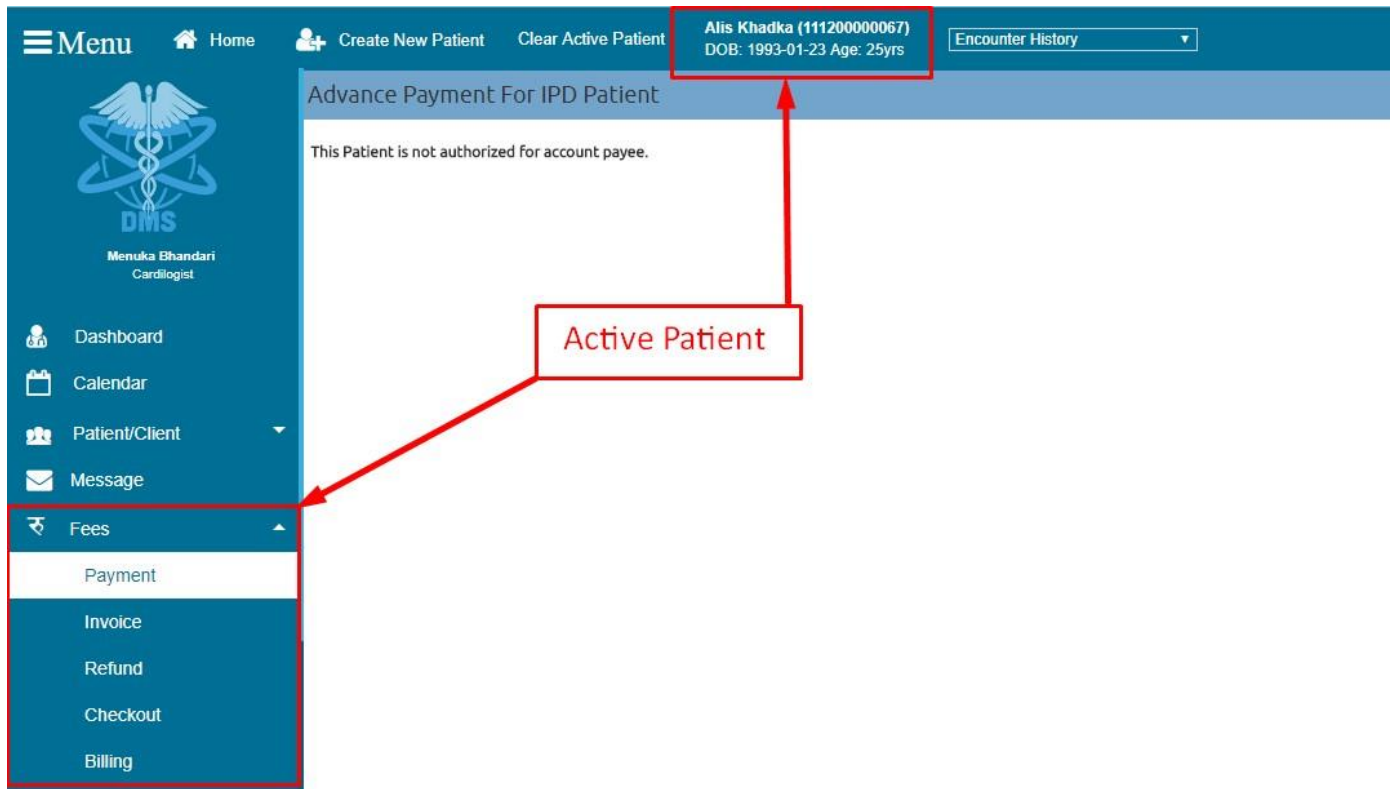 Menu Home Create New Patient Clear Active Patient Alis Khadka (111200000067) Encounter History
DOB: 1993-01-23 Age: 25yrs
Advance Payment For IPD Patient
This Patient is not authorized for account payee.
DMS
Menuka Bhandari
Cardilogist
Active Patient
Dashboard
Calendar
Patient/Client
Message
रु Fees
Payment
Invoice
Refund
Checkout
Billing